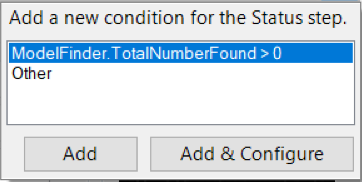 Add a new condition for the Status step.
ModelFinder.TotalNumberFound > 0
Other
Add
Add & Configure